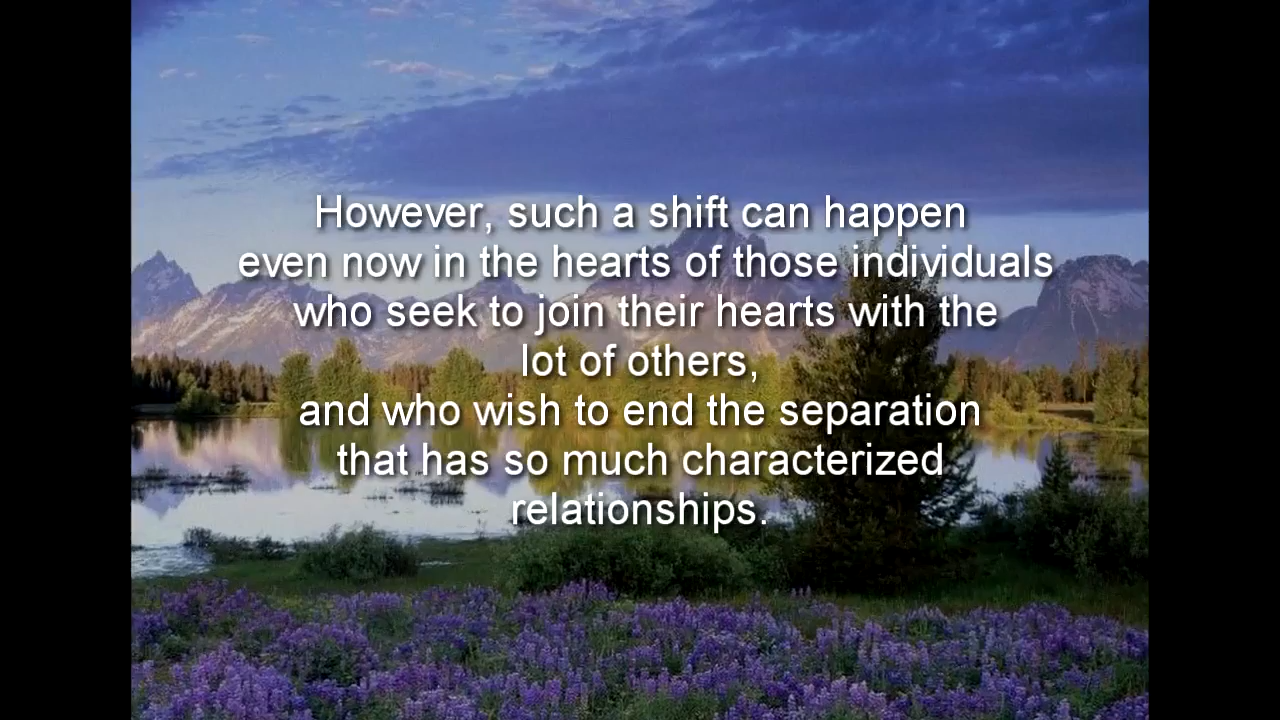 However, such a shift can happen
even now in the hearts of those individuals
who seek to join their hearts with the
lot of others,
and who wish to end the separation
that has so much characterized
relationships.